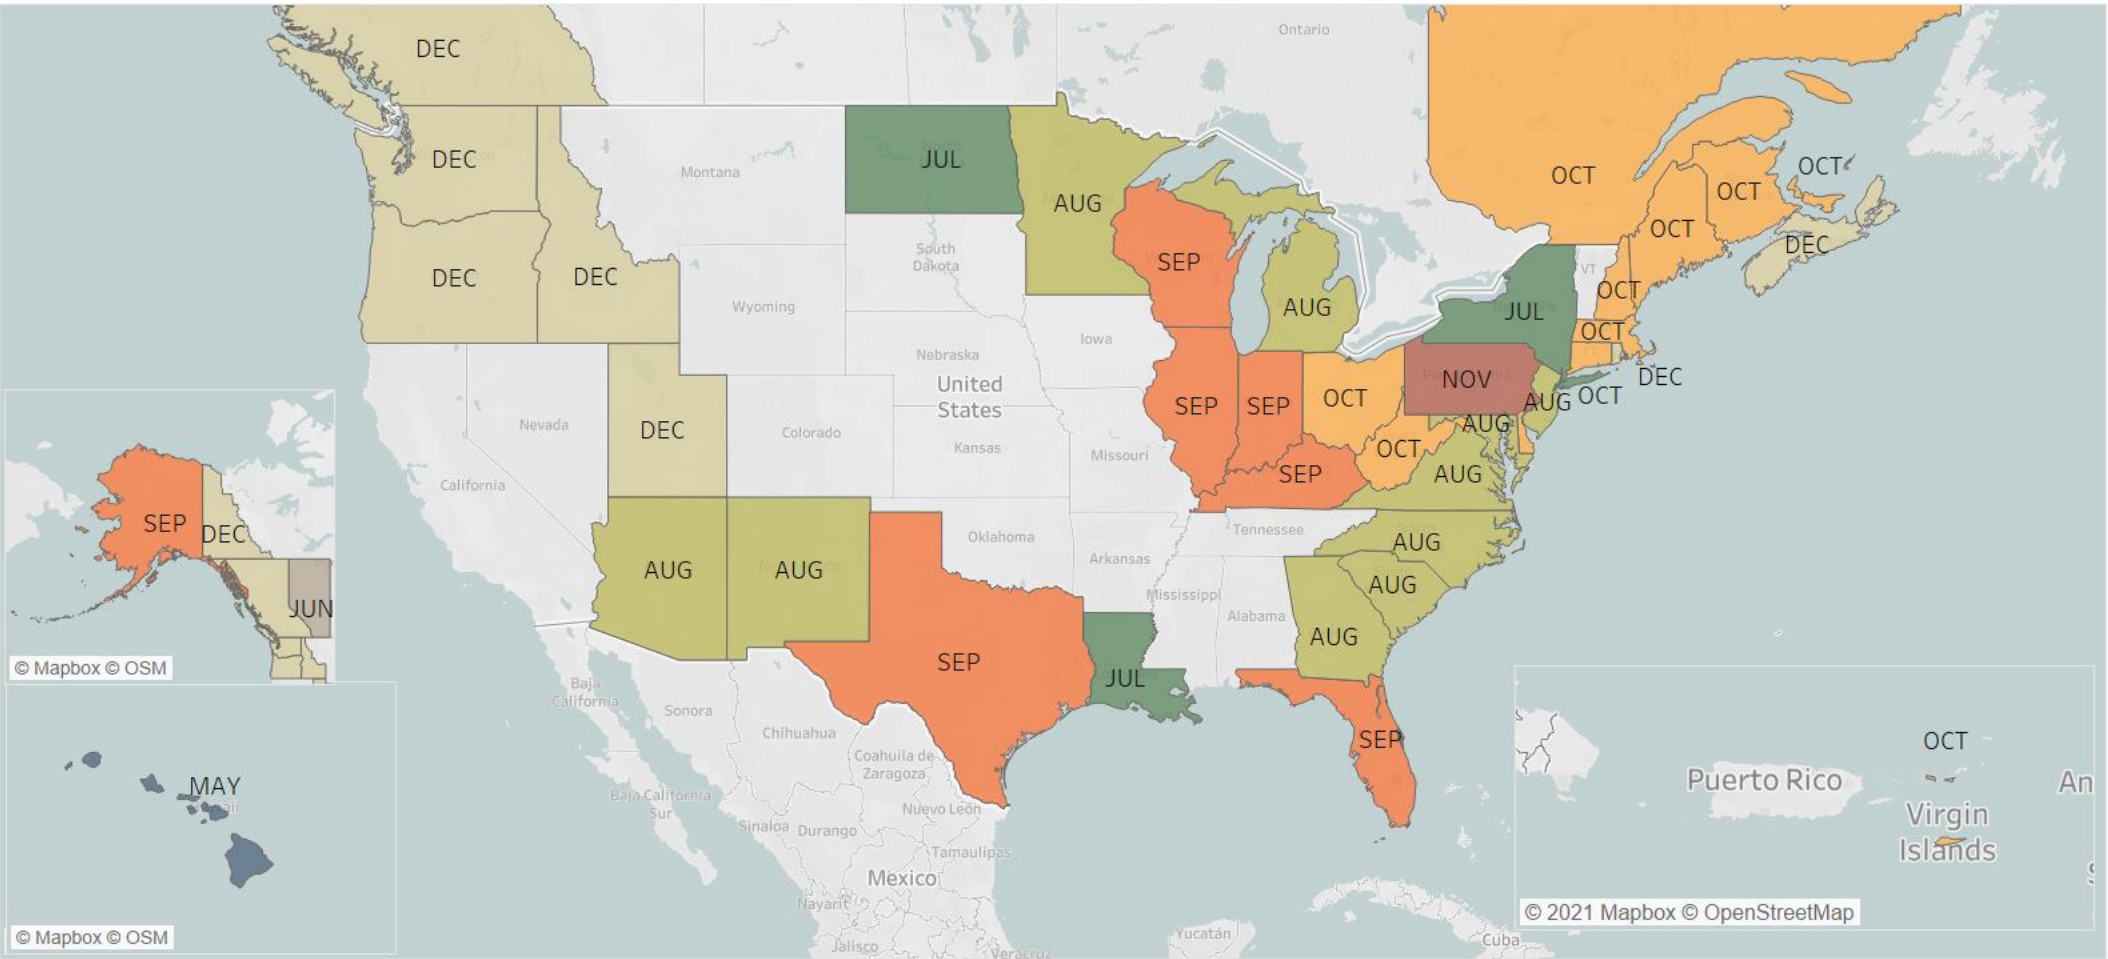 DEC
Ontario
DEC
JUL
Montana
AUG
OCT
OCT
OCT
OCT
DEC
SEP
South
Dakota
VT
DEC
DEC
Wyoming
AUG
JUL
OCT
OCT
Iowa
Nebraska
United
States
NOV
DEC
OCT
AUG
OCT
SEP
SEP
Nevada
DEC
Colorado
Kansas
Missouri
OCT
AUG
SEP
AUG
California
SEP
DEC
Oklahoma
Tennessee
Arkansas
AUG
AUG
AUG
AUG
Mississippi
Alabama
AUG
JUN
SEP
JUL
© Mapbox © OSM
Baja
California
Sonora
Chihuahua
SEP
OCT
Coahuila de
Zaragoza
MAY
Puerto Rico
An
Baja California
Sur
Nuevo León
Virgin
Islands
Sinaloa
Durango
Tamaulipas
Mexico
Nayarit
© 2021 Mapbox © OpenStreetMap
© Mapbox © OSM
Jalisco
Veracruz
Yucatán
Cuba